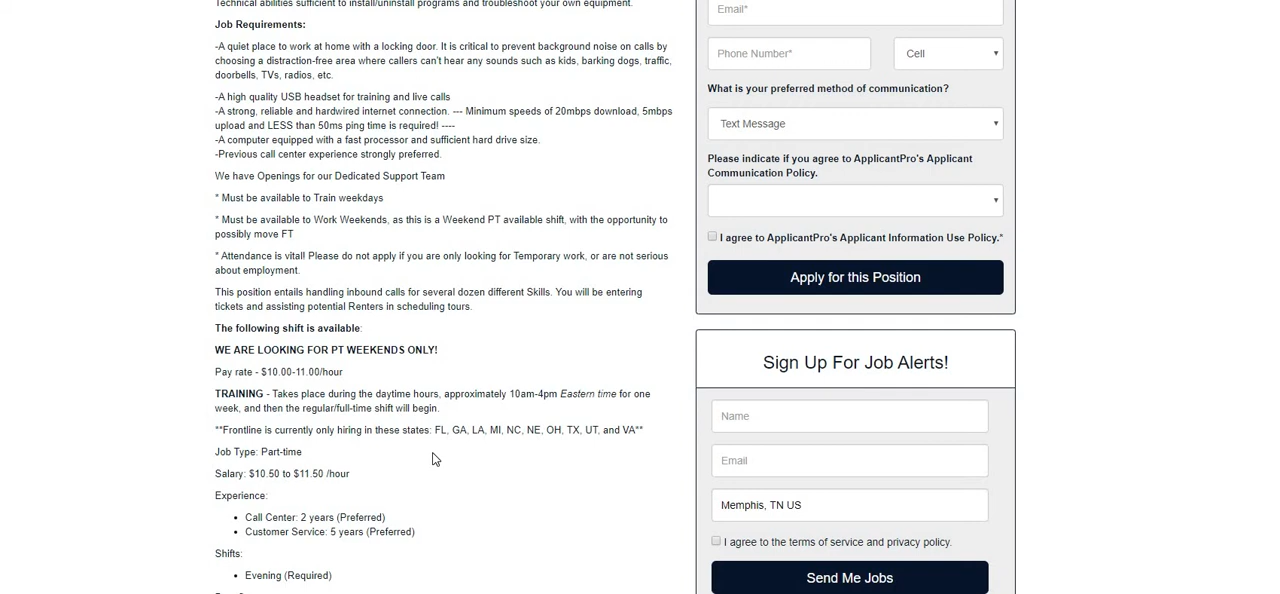 Technical abilities sufficient to install/uninstall programs and troubleshoot your own equipment.
Job Requirements:
-A quiet place to work at home with a locking door. It is critical to prevent background noise on calls by
choosing a distraction-free area where callers can't hear any sounds such as kids, barking dogs, traffic,
doorbells, TVs, radios, etc.
-A high quality USB headset for training and live calls
-A strong, reliable and hardwired internet connection. --- Minimum speeds of 20mbps download, 5mbps
upload and LESS than 50ms ping time is required! ----
-A computer equipped with a fast processor and sufficient hard drive size.
-Previous call center experience strongly preferred.
We have Openings for our Dedicated Support Team
* Must be available to Train weekdays
* Must be available to Work Weekends, as this is a Weekend PT available shift, with the opportunity to
possibly move FT
* Attendance is vital! Please do not apply if you are only looking for Temporary work, or are not serious
about employment.
This position entails handling inbound calls for several dozen different Skills. You will be entering
tickets and assisting potential Renters in scheduling tours.
The following shift is available:
WE ARE LOOKING FOR PT WEEKENDS ONLY!
Pay rate - $10.00-11.00/hour
TRAINING - Takes place during the daytime hours, approximately 10am-4pm Eastern time for one
week, and then the regular/full-time shift will begin.
**Frontline is currently only hiring in these states: FL, GA, LA, MI, NC, NE, OH, TX, UT, and VA**
Job Type: Part-time
Salary: $10.50 to $11.50 /hour
Experience:
• Call Center: 2 years (Preferred)
• Customer Service: 5 years (Preferred)
Shifts:
• Evening (Required)
Email*
Phone Number*
Cell
What is your preferred method of communication?
Text Message
Please indicate if you agree to ApplicantPro's Applicant
Communication Policy.
I agree to ApplicantPro's Applicant Information Use Policy.*
Apply for this Position
Sign Up For Job Alerts!
Name
Email
Memphis, TN US
I agree to the terms of service and privacy policy.
Send Me Jobs